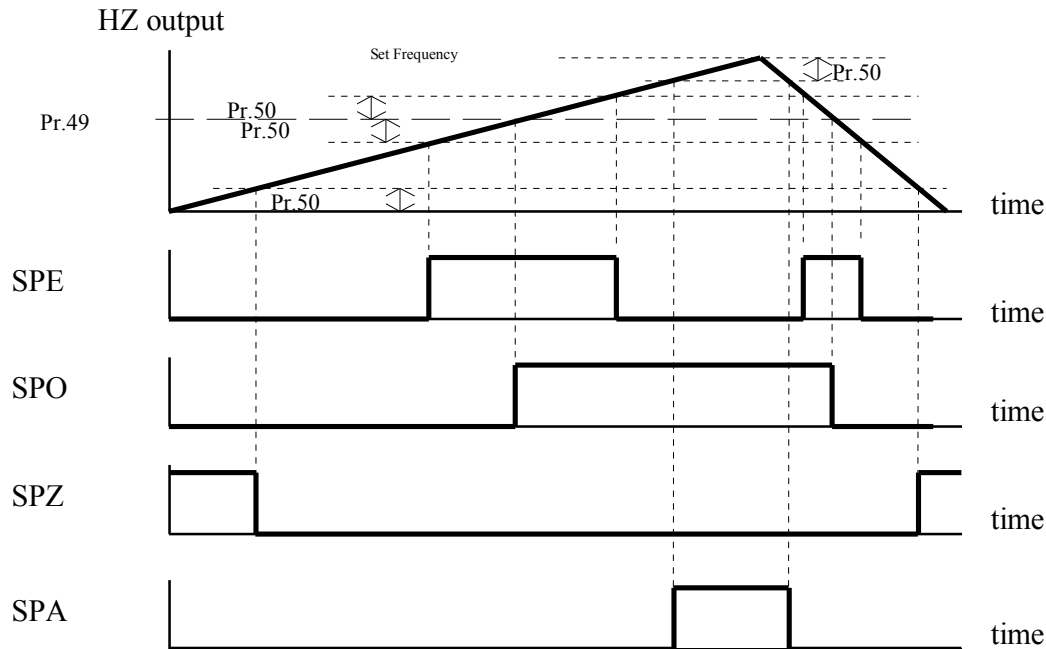 HZ output
Set Frequency
Pr.50
Pr.50
Pr.49
Pr.50
Pr.50
time
SPE
time
SPO
time
SPZ
time
SPA
time